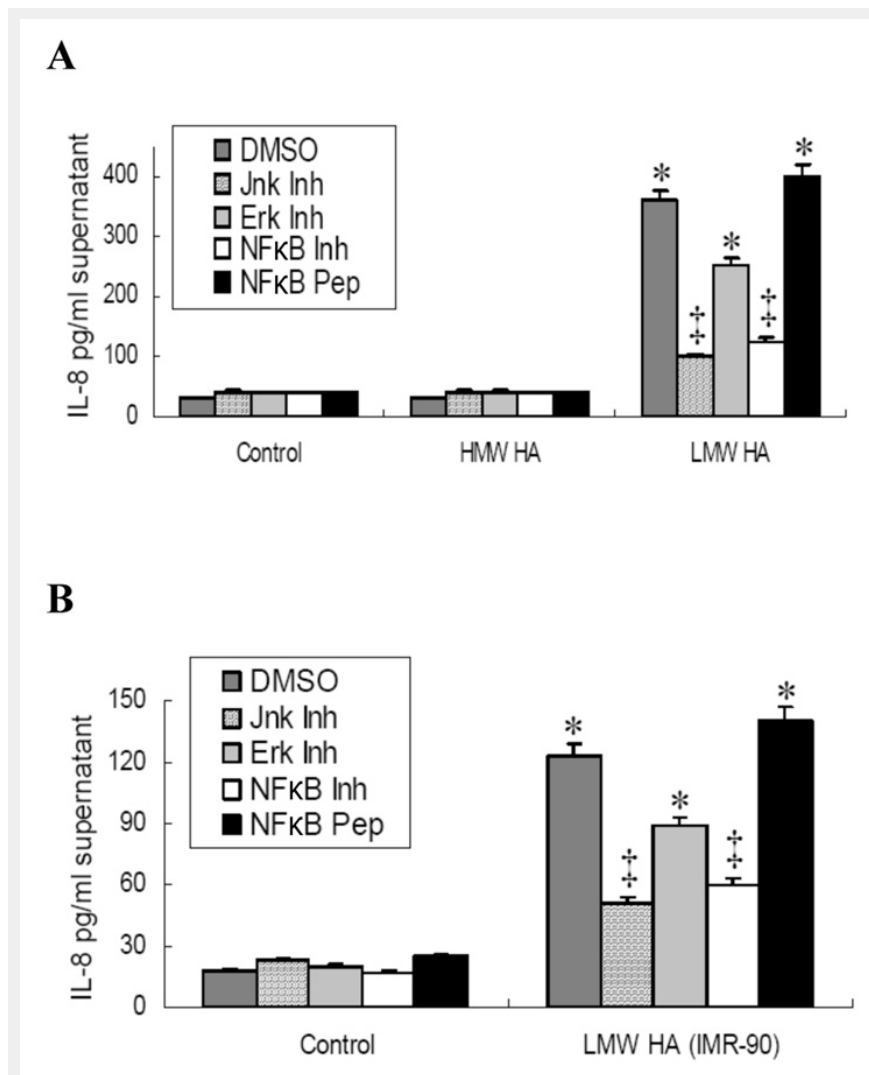 A
IL-8 pg/ml supernatant
400
300
200
100
0
DMSO
Jnk Inh
Erk Inh
NFκB Inh
NFκB Pep
*
‡
*
‡
*
Control
HMW HA
LMW HA
B
IL-8 pg/ml supernatant
150
120
90
60
30
0
DMSO
Jnk Inh
Erk Inh
NFκB Inh
NFκB Pep
*
‡
*
‡
*
Control
LMW HA (IMR-90)